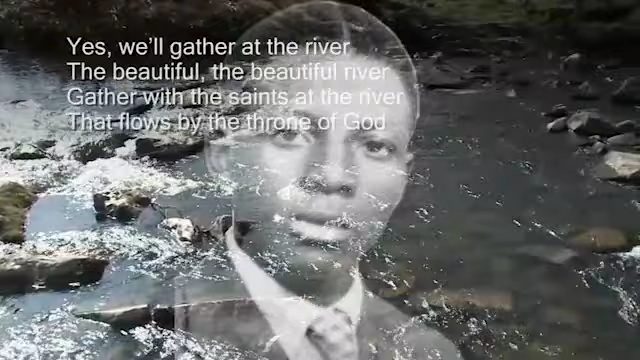 Yes, we'll gather at the river
The beautiful, the beautiful river
Gather with the saints at the river
That flows by the throne of God